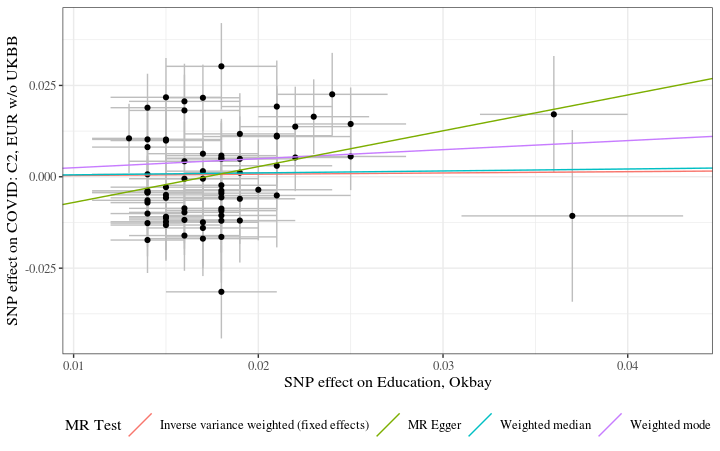 SNP effect on COVID: C2, EUR w/o UKBB
0.025
0.000
-0.025
0.01 0.02 0.03 0.04
SNP effect on Education, Okbay
MR Test Inverse variance weighted (fixed effects) MR Egger Weighted median Weighted mode